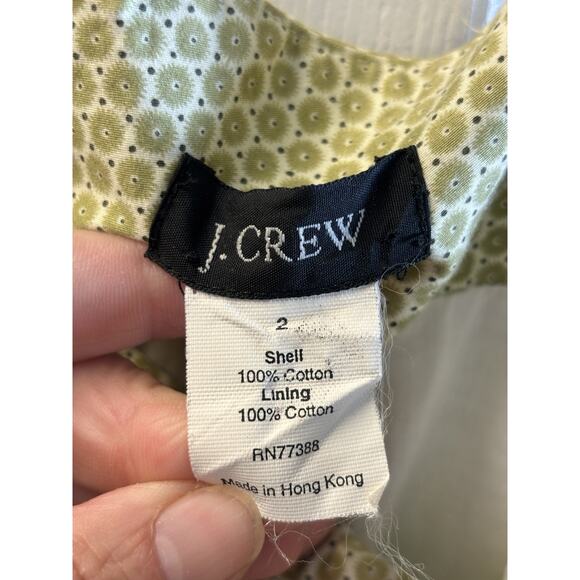 J.CREW
2
Shell
100% Cotton
Lining
100% Cotton
RN77388
Made in Hong Kong